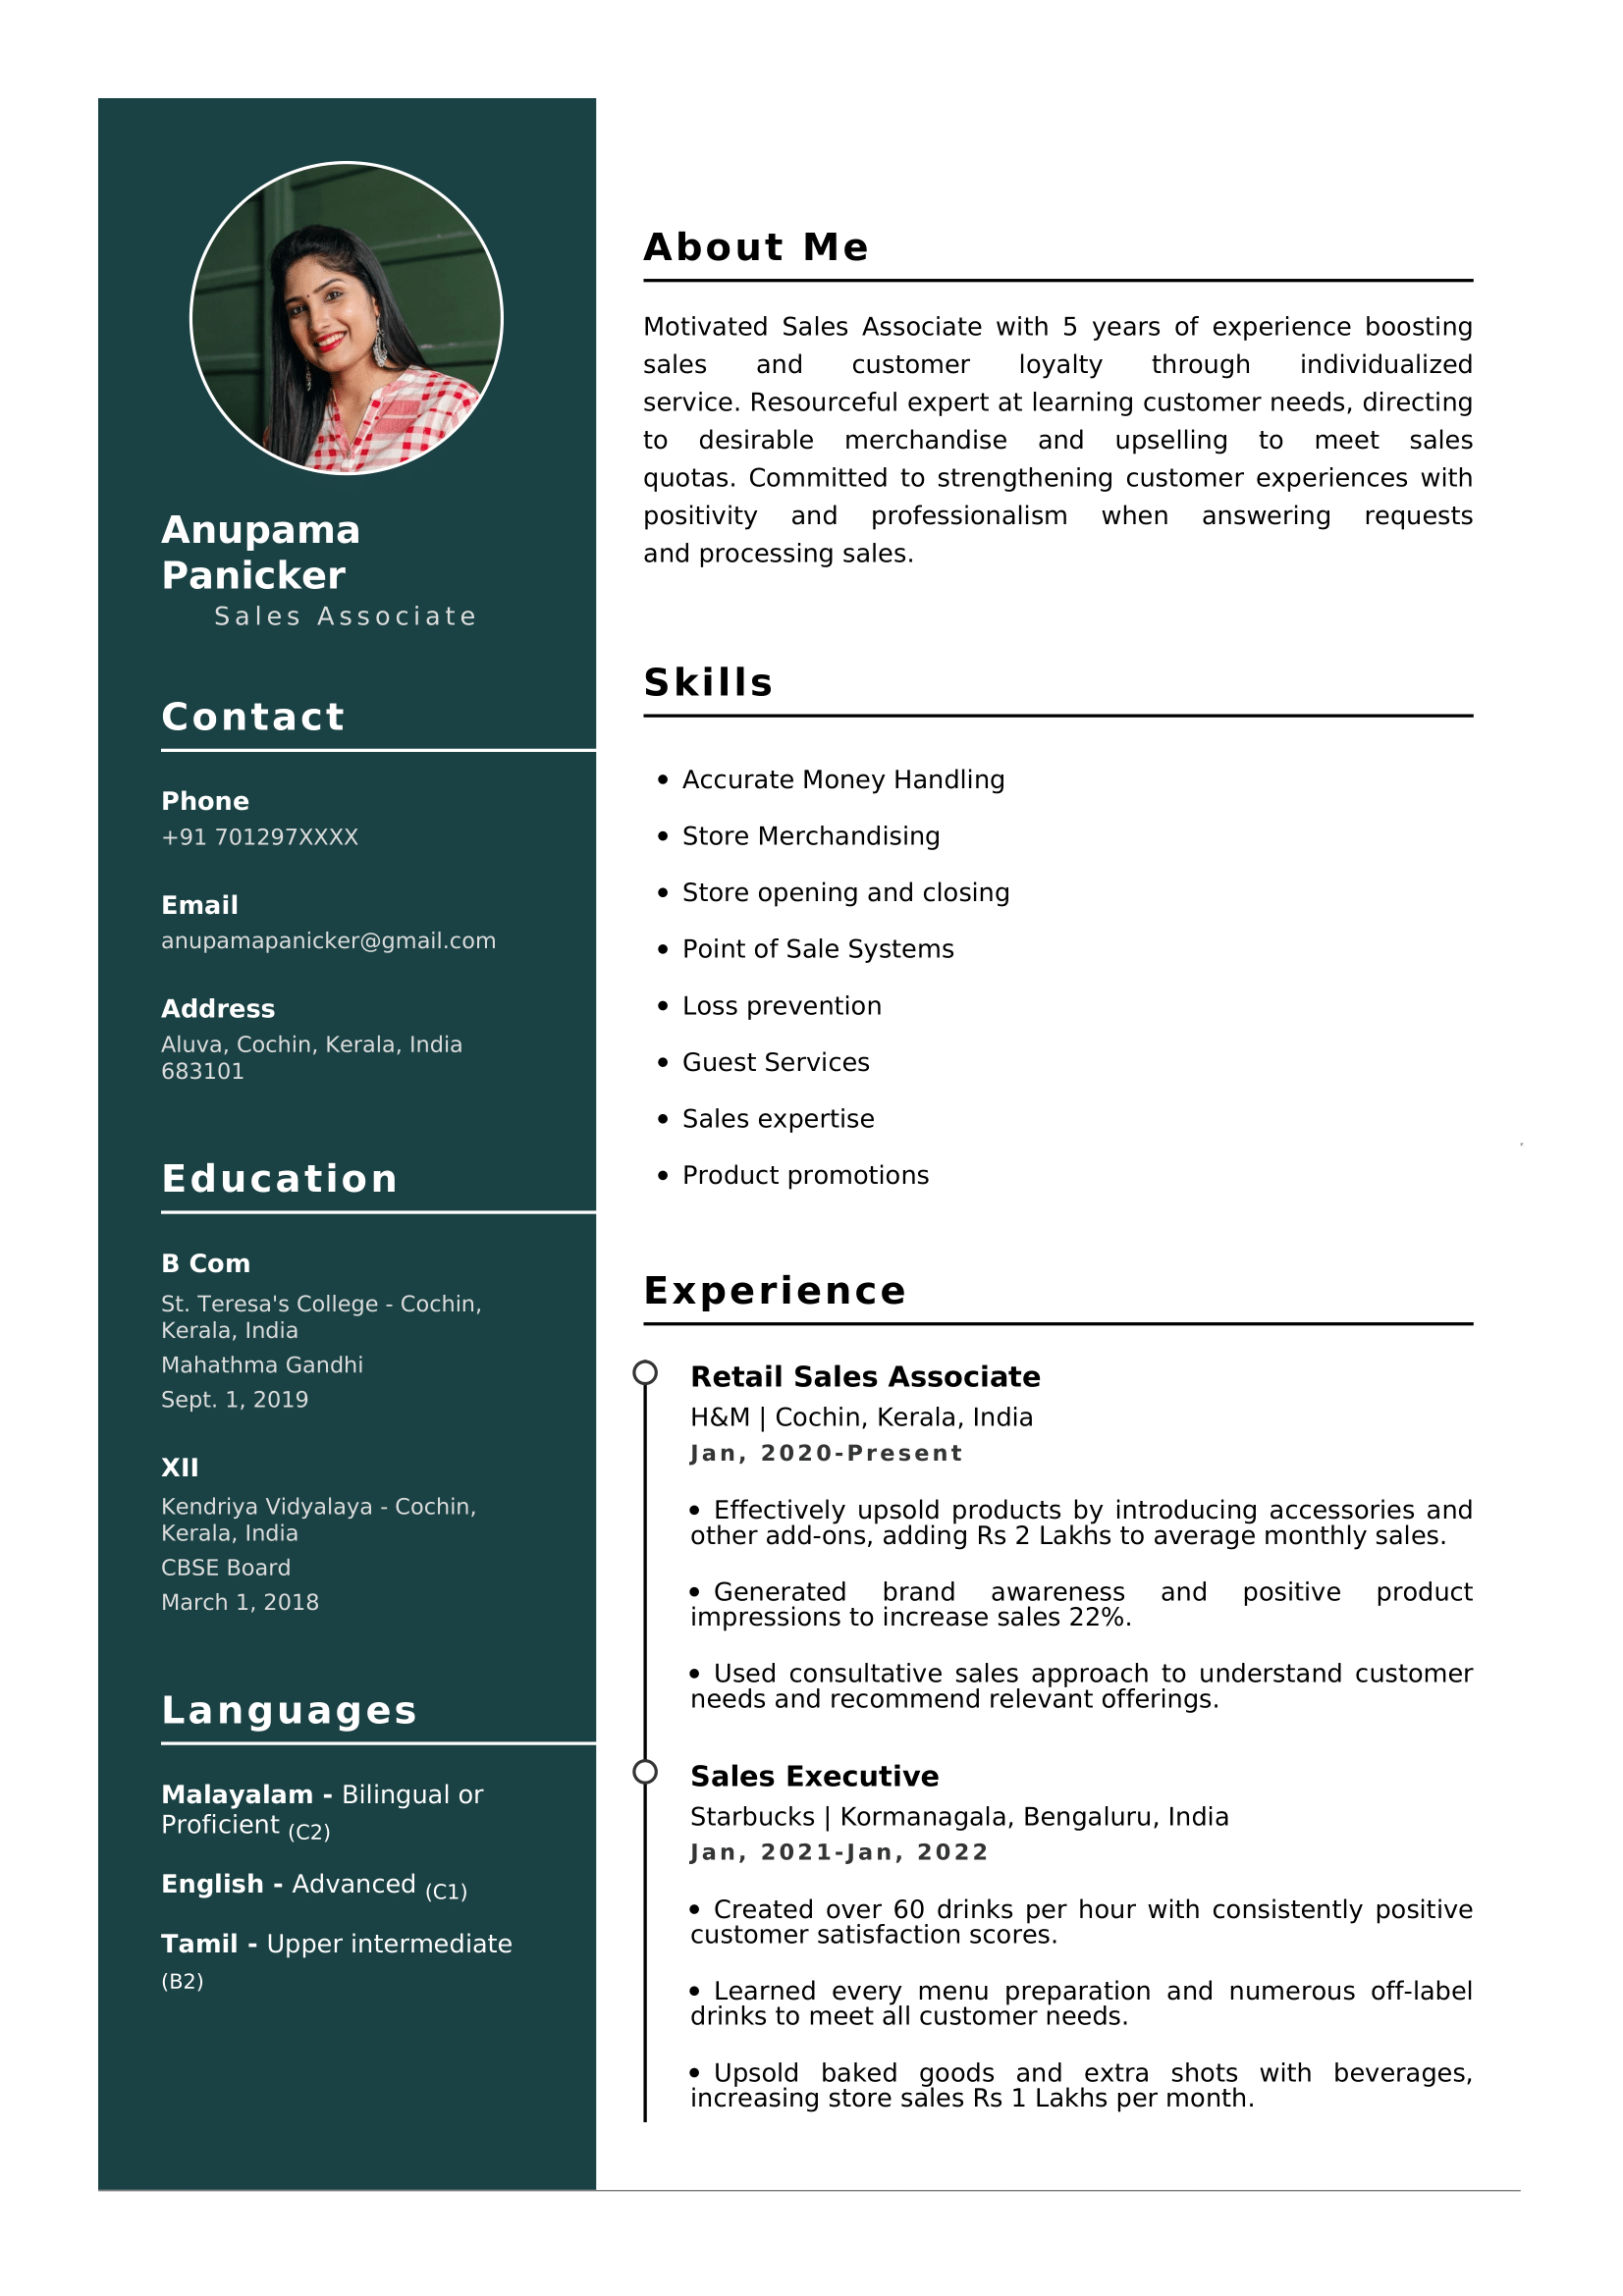 Anupama
Panicker
Sales Associate
Contact
Phone
+91 701297XXXX
Email
anupamapanicker@gmail.com
Address
Aluva, Cochin, Kerala, India
683101
Education
B Com
St. Teresa's College - Cochin,
Kerala, India
Mahathma Gandhi
Sept. 1, 2019
XII
Kendriya Vidyalaya - Cochin,
Kerala, India
CBSE Board
March 1, 2018
Languages
Malayalam - Bilingual or
Proficient (C2)
English - Advanced (C1)
Tamil - Upper intermediate
(B2)
About Me
Motivated Sales Associate with 5 years of experience boosting
sales and customer loyalty through individualized
service. Resourceful expert at learning customer needs, directing
to desirable merchandise and upselling to meet sales
quotas. Committed to strengthening customer experiences with
positivity and professionalism when answering requests
and processing sales.
Skills
• Accurate Money Handling
• Store Merchandising
• Store opening and closing
• Point of Sale Systems
• Loss prevention
• Guest Services
• Sales expertise
• Product promotions
Experience
Retail Sales Associate
H&M | Cochin, Kerala, India
Jan, 2020-Present
• Effectively upsold products by introducing accessories and
other add-ons, adding Rs 2 Lakhs to average monthly sales.
• Generated brand awareness and positive product
impressions to increase sales 22%.
• Used consultative sales approach to understand customer
needs and recommend relevant offerings.
Sales Executive
Starbucks | Kormanagala, Bengaluru, India
Jan, 2021-Jan, 2022
• Created over 60 drinks per hour with consistently positive
customer satisfaction scores.
• Learned every menu preparation and numerous off-label
drinks to meet all customer needs.
• Upsold baked goods and extra shots with beverages,
increasing store sales Rs 1 Lakhs per month.